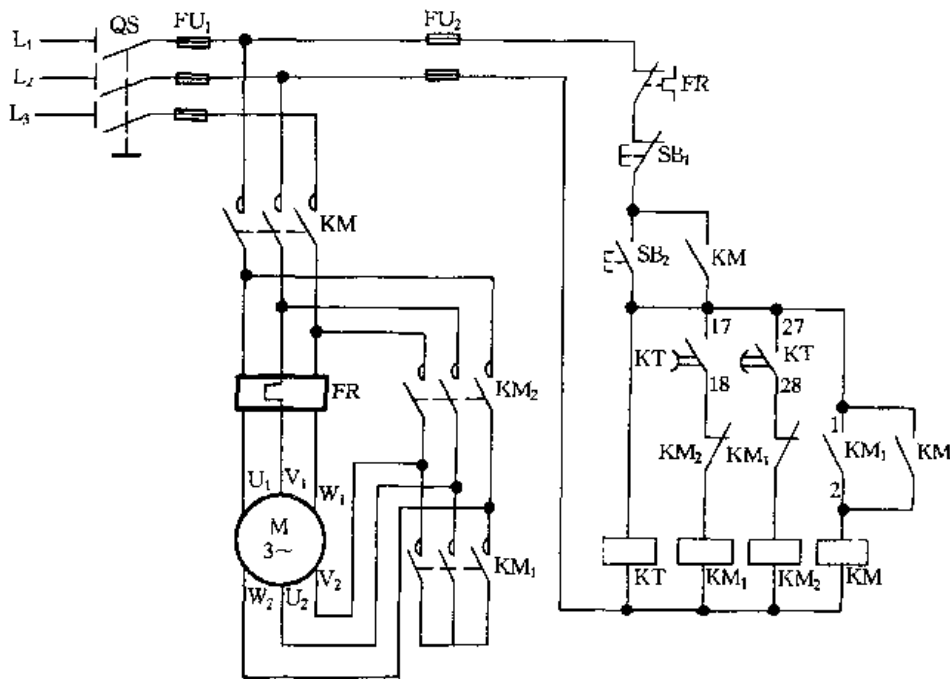 QS FU₁ FU₂
L₁
L₂
L₃
FR
SB₁
KM
SB₂ KM
17 27
KT KT
18 28
FR
KM₂
1
KM₂ KM₁ KM₁ KM
2
U₁ V₁ W₁
M
3~
V₂
W₂ U₂
KM₁
KT KM₁ KM₂ KM